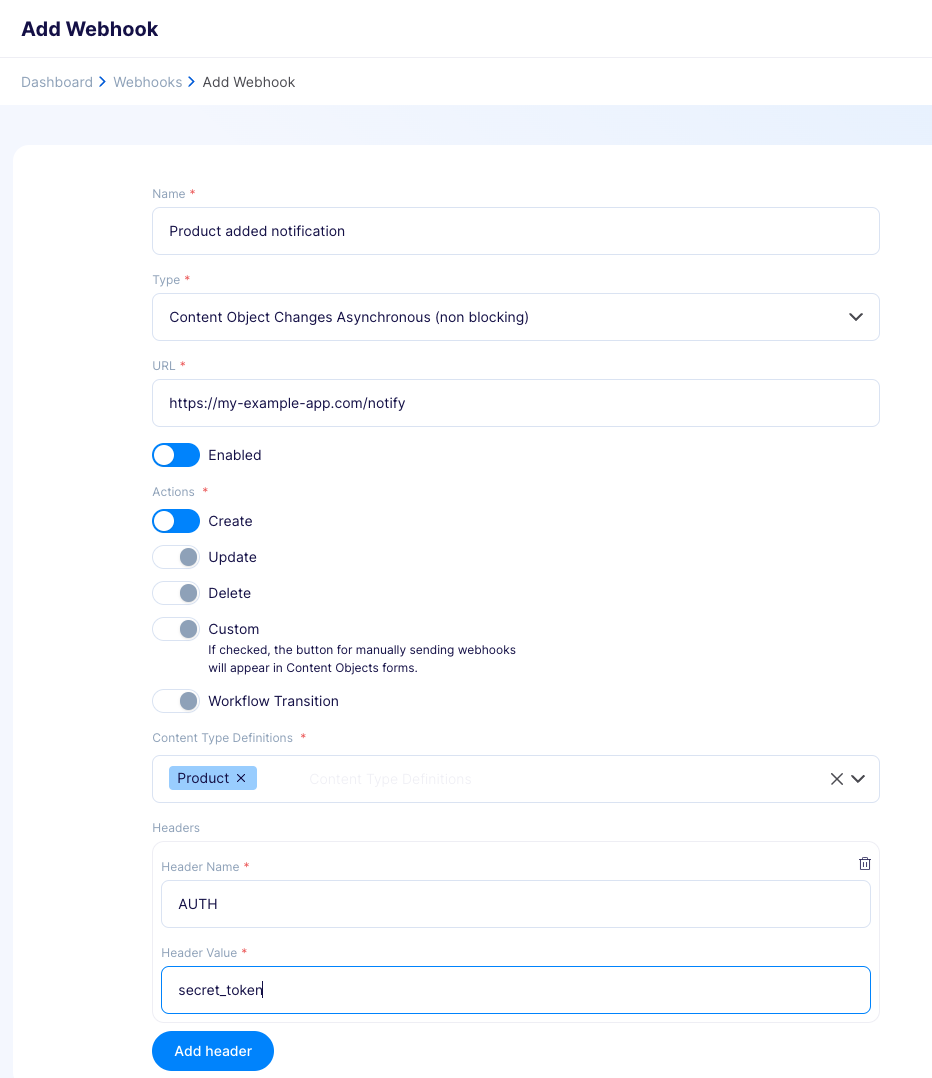 Add Webhook
Dashboard > Webhooks > Add Webhook
Name *
Product added notification
Type *
Content Object Changes Asynchronous (non blocking)
URL *
https://my-example-app.com/notify
Enabled
Actions *
Create
Update
Delete
Custom
If checked, the button for manually sending webhooks
will appear in Content Objects forms.
Workflow Transition
Content Type Definitions *
Product × Content Type Definitions
Headers
Header Name *
AUTH
Header Value *
secret_token
Add header